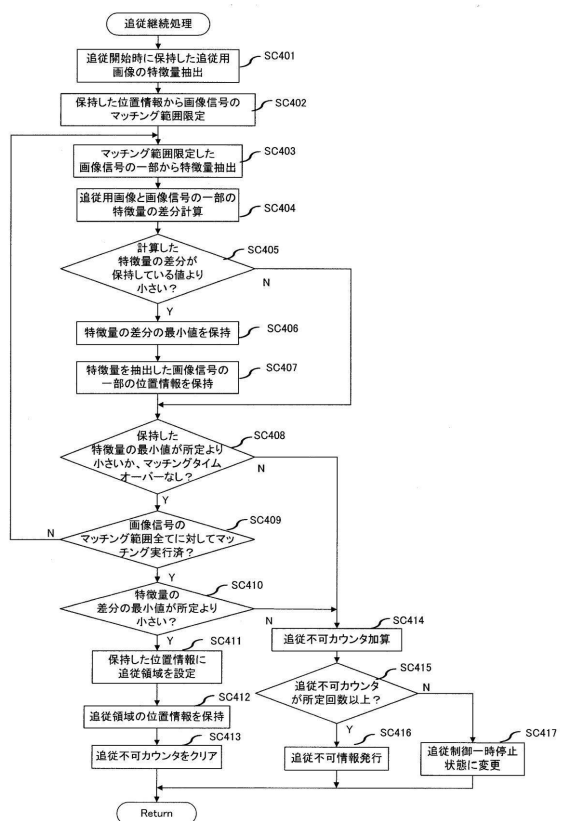 追従継続処理
追従開始時に保持した追従用
画像の特徴量抽出
SC401
保持した位置情報から画像信号の
マッチング範囲限定
SC402
マッチング範囲限定した
画像信号の一部から特徴量抽出
SC403
追従用画像と画像信号の一部の
特徴量の差分計算
SC404
計算した
特徴量の差分が
保持している値より
小さい?
SC405
N
Y
特徴量の差分の最小値を保持
SC406
特徴量を抽出した画像信号の
一部の位置情報を保持
SC407
保持した
特徴量の最小値が所定より
小さいか、マッチングタイム
オーバーなし?
SC408
N
Y
画像信号の
マッチング範囲全てに対してマッ
チング実行済?
SC409
N
Y
特徴量の
差分の最小値が所定より
小さい?
SC410
N
Y
保持した位置情報に
追従領域を設定
SC411
追従領域の位置情報を保持
SC412
追従不可カウンタをクリア
SC413
追従不可カウンタ加算
SC414
追従不可カウンタ
が所定回数以上?
SC415
N
Y
追従不可情報発行
SC416
追従制御一時停止
状態に変更
SC417
Return